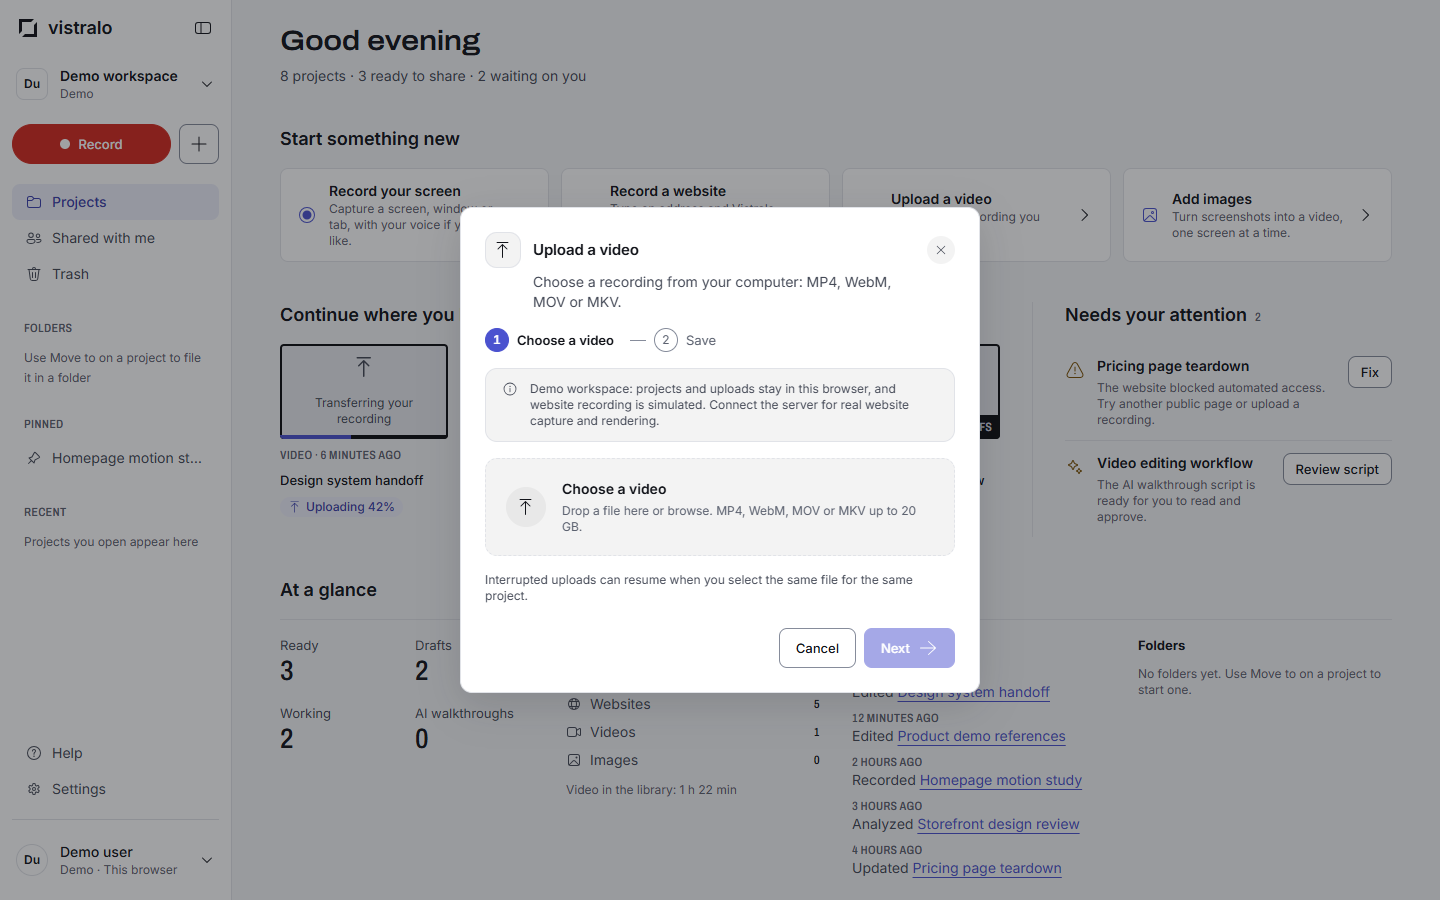 vistralo
Du
Demo workspace
Demo
Record
Projects
Shared with me
Trash
FOLDERS
Use Move to on a project to file
it in a folder
PINNED
Homepage motion st...
RECENT
Projects you open appear here
Help
Settings
Du
Demo user
Demo · This browser
Good evening
8 projects · 3 ready to share · 2 waiting on you
Start something new
Record your screen
Capture a screen, window or
tab, with your voice if y
like.
Record a website
Upload a video
ording you
Add images
Turn screenshots into a video,
one screen at a time.
Continue where you
Transferring your
recording
VIDEO · 6 MINUTES AGO
Design system handoff
Uploading 42%
FS
Needs your attention 2
Pricing page teardown
The website blocked automated access.
Try another public page or upload a
recording.
Fix
Video editing workflow
The AI walkthrough script is
ready for you to read and
approve.
Review script
Upload a video
Choose a recording from your computer: MP4, WebM,
MOV or MKV.
1 Choose a video
2 Save
Demo workspace: projects and uploads stay in this browser, and
website recording is simulated. Connect the server for real website
capture and rendering.
Choose a video
Drop a file here or browse. MP4, WebM, MOV or MKV up to 20
GB.
Interrupted uploads can resume when you select the same file for the same
project.
Cancel
Next
At a glance
Ready
3
Drafts
2
Working
2
AI walkthroughs
0
Websites 5
Videos 1
Images 0
Video in the library: 1 h 22 min
Edited Design system handoff
12 MINUTES AGO
Edited Product demo references
2 HOURS AGO
Recorded Homepage motion study
3 HOURS AGO
Analyzed Storefront design review
4 HOURS AGO
Updated Pricing page teardown
Folders
No folders yet. Use Move to on a project to
start one.